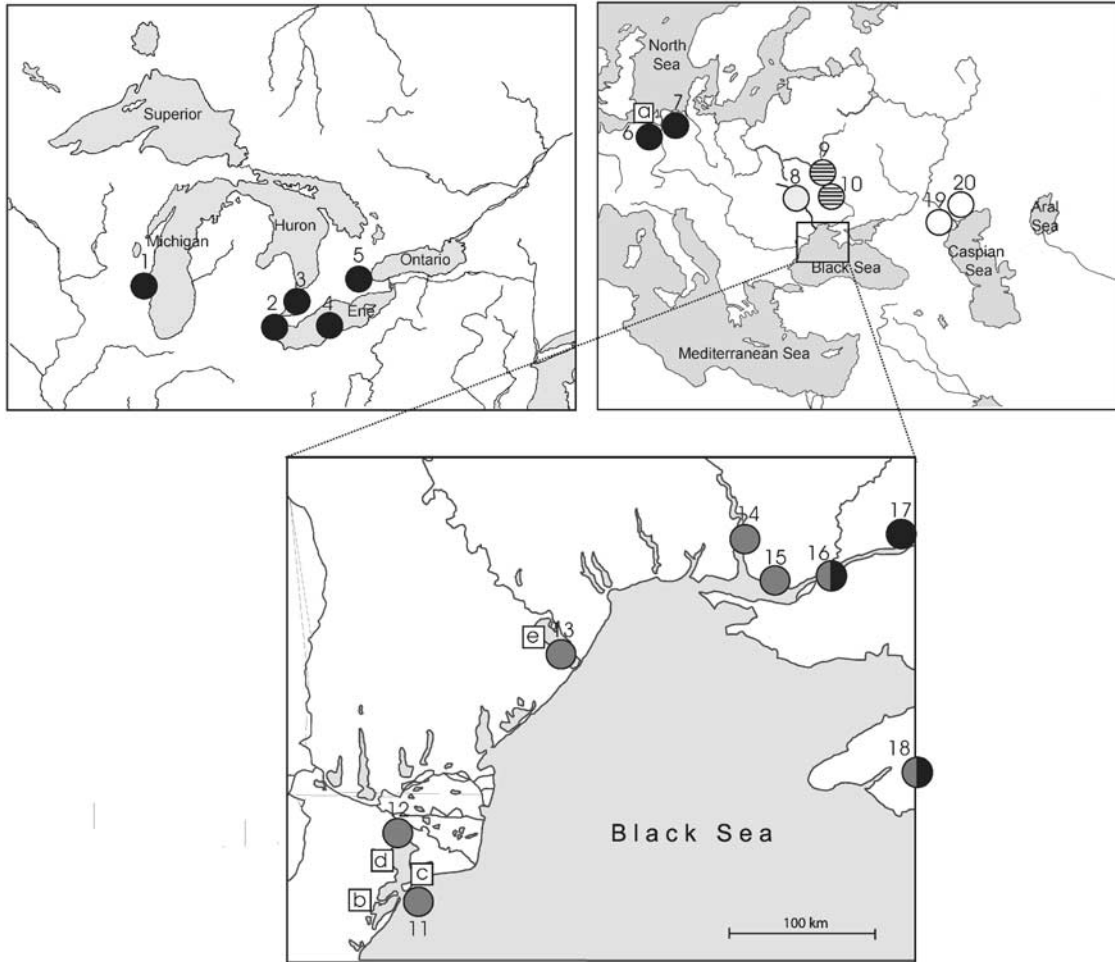 Superior
Huron
Michigan
Ontario
Erie
1
2
3
4
5
North
Sea
a
7
6
9
8
10
20
49
Aral
Sea
Caspian
Sea
Black Sea
Mediterranean Sea
14
17
15
16
e
13
18
12
d
c
b
11
Black Sea
100 km